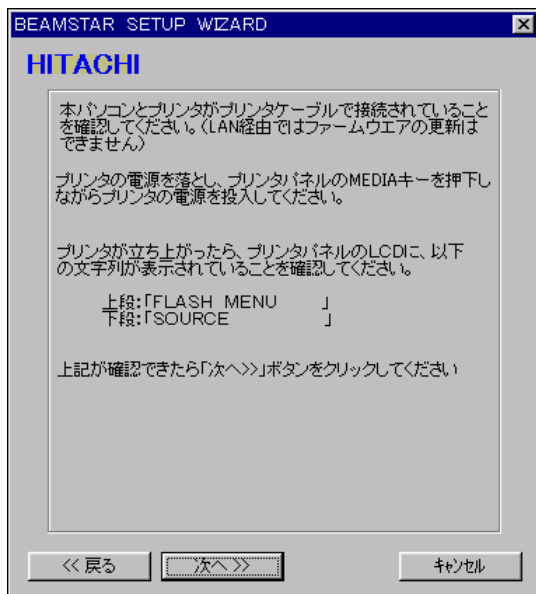 BEAMSTAR SETUP WIZARD
HITACHI
本パソコンとプリンタがプリンタケーブルで接続されていること
を確認してください。（LAN経由ではファームウエアの更新は
できません）
プリンタの電源を落とし、プリンタパネルのMEDIAキーを押下し
ながらプリンタの電源を投入してください。
プリンタが立ち上がったら、プリンタパネルのLCDに、以下
の文字列が表示されていることを確認してください。
上段：「FLASH MENU　　」
下段：「SOURCE　　　　」
上記が確認できたら「次へ>>」ボタンをクリックしてください
<< 戻る
次へ >>
ｷｬﾝｾﾙ